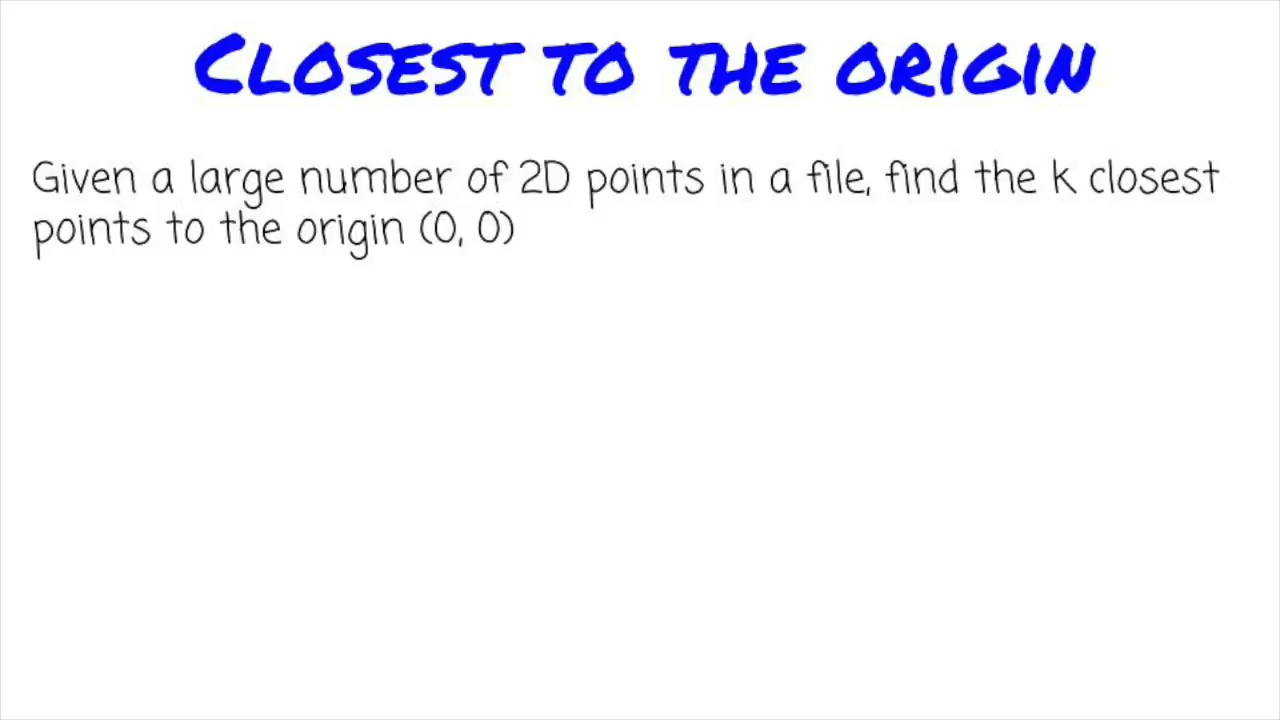 CLOSEST TO THE ORIGIN
Given a large number of 2D points in a file, find the k closest
points to the origin (0, 0)